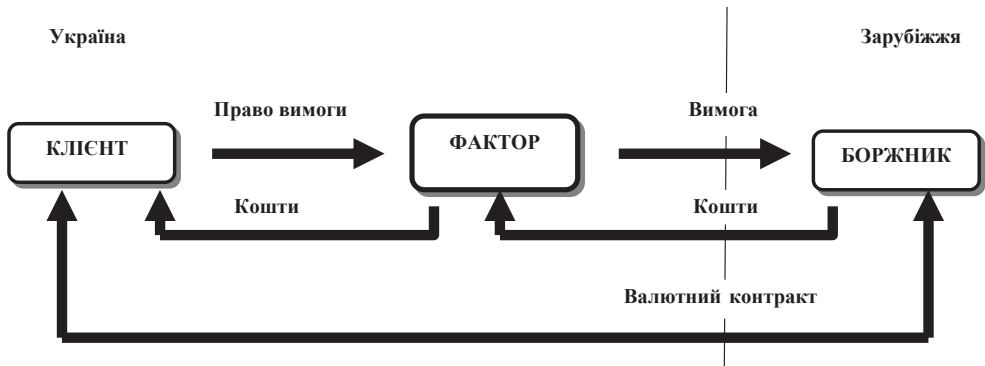 Україна
Зарубіжжя
Право вимоги
Вимога
КЛІЄНТ
ФАКТОР
БОРЖНИК
Кошти
Кошти
Валютний контракт